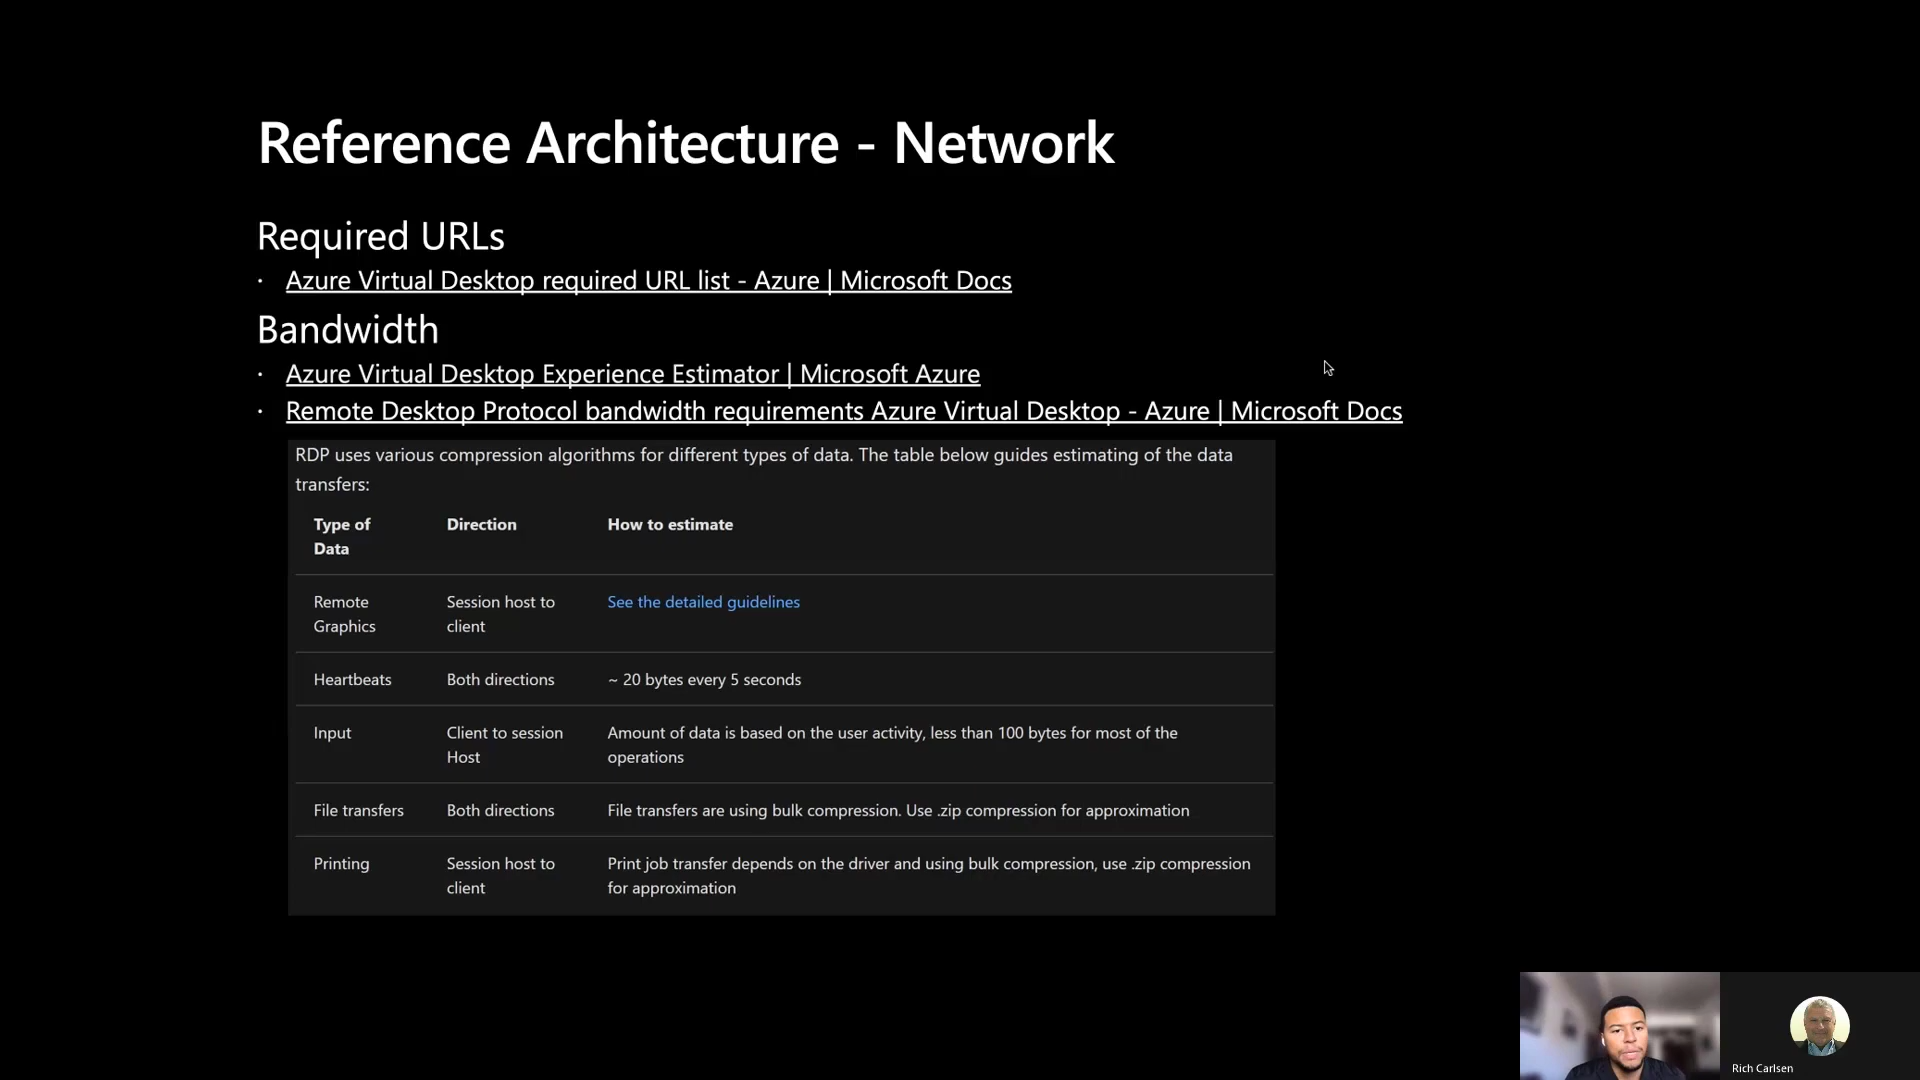 Reference Architecture - Network
Required URLs
· Azure Virtual Desktop required URL list - Azure | Microsoft Docs
Bandwidth
· Azure Virtual Desktop Experience Estimator | Microsoft Azure
· Remote Desktop Protocol bandwidth requirements Azure Virtual Desktop - Azure | Microsoft Docs
RDP uses various compression algorithms for different types of data. The table below guides estimating of the data
transfers:
Type of
Data
Direction
How to estimate
Remote
Graphics
Session host to
client
See the detailed guidelines
Heartbeats
Both directions
~ 20 bytes every 5 seconds
Input
Client to session
Host
Amount of data is based on the user activity, less than 100 bytes for most of the
operations
File transfers
Both directions
File transfers are using bulk compression. Use .zip compression for approximation
Printing
Session host to
client
Print job transfer depends on the driver and using bulk compression, use .zip compression
for approximation
Rich Carlsen